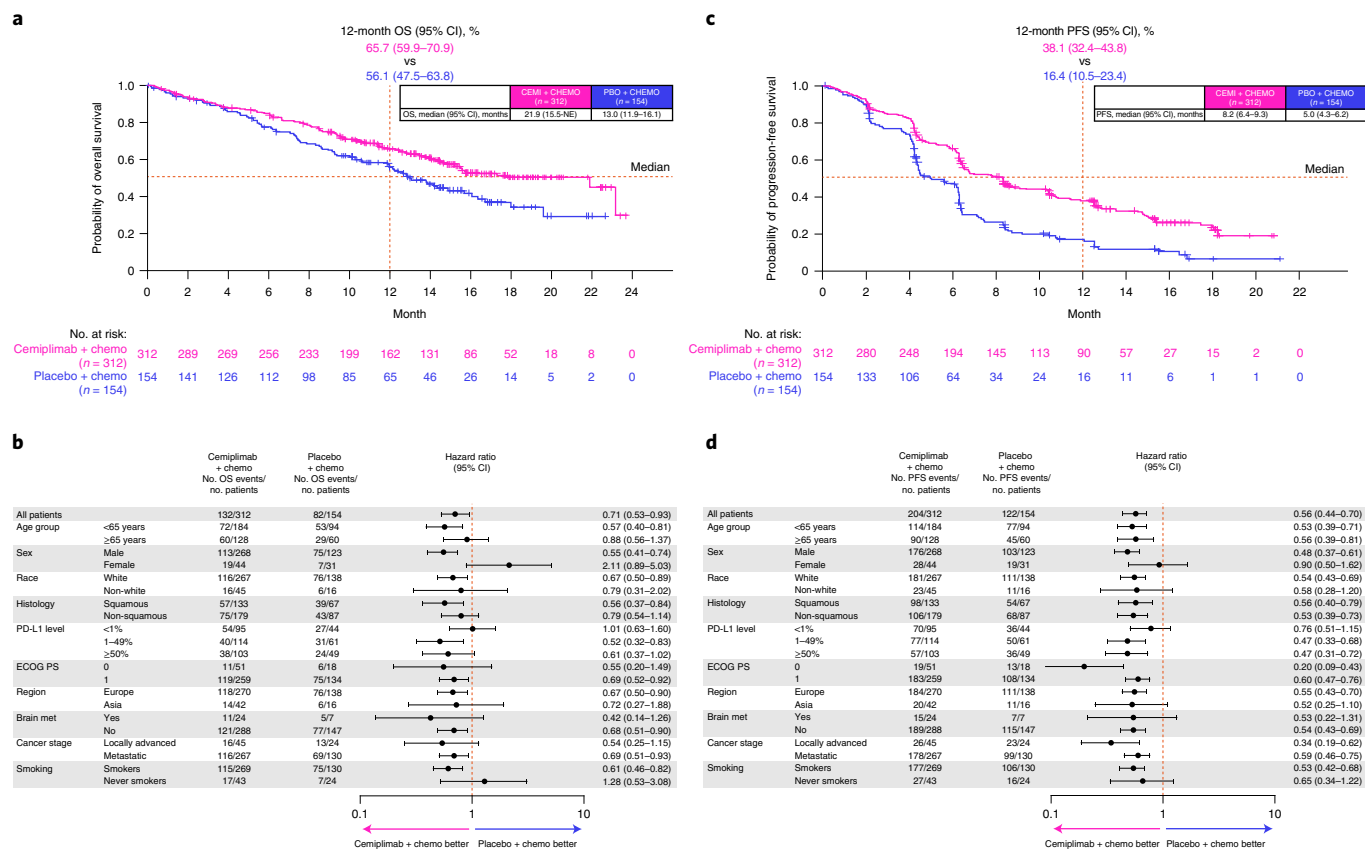 a
12-month OS (95% CI), %
65.7 (59.9–70.9)
vs
56.1 (47.5–63.8)
CEMI + CHEMO (n = 312) PBO + CHEMO (n = 154)
OS, median (95% CI), months 21.9 (15.5-NE) 13.0 (11.9–16.1)
Median
Probability of overall survival
1.0
0.8
0.6
0.4
0.2
0
0 2 4 6 8 10 12 14 16 18 20 22 24
Month
No. at risk:
Cemiplimab + chemo (n = 312) 312 289 269 256 233 199 162 131 86 52 18 8 0
Placebo + chemo (n = 154) 154 141 126 112 98 85 65 46 26 14 5 2 0
c
12-month PFS (95% CI), %
38.1 (32.4–43.8)
vs
16.4 (10.5–23.4)
CEMI + CHEMO (n = 312) PBO + CHEMO (n = 154)
PFS, median (95% CI), months 8.2 (6.4–9.3) 5.0 (4.3–6.2)
Median
Probability of progression-free survival
1.0
0.8
0.6
0.4
0.2
0
0 2 4 6 8 10 12 14 16 18 20 22
Month
No. at risk:
Cemiplimab + chemo (n = 312) 312 280 248 194 145 113 90 57 27 15 2 0
Placebo + chemo (n = 154) 154 133 106 64 34 24 16 11 6 1 1 0
b
Cemiplimab + chemo No. OS events/ no. patients Placebo + chemo No. OS events/ no. patients Hazard ratio (95% CI)
All patients 132/312 82/154 0.71 (0.53–0.93)
Age group <65 years 72/184 53/94 0.57 (0.40–0.81)
≥65 years 60/128 29/60 0.88 (0.56–1.37)
Sex Male 113/268 75/123 0.55 (0.41–0.74)
Female 19/44 7/31 2.11 (0.89–5.03)
Race White 116/267 76/138 0.67 (0.50–0.89)
Non-white 16/45 6/16 0.79 (0.31–2.02)
Histology Squamous 57/133 39/67 0.56 (0.37–0.84)
Non-squamous 75/179 43/87 0.79 (0.54–1.14)
PD-L1 level <1% 54/95 27/44 1.01 (0.63–1.60)
1–49% 40/114 31/61 0.52 (0.32–0.83)
≥50% 38/103 24/49 0.61 (0.37–1.02)
ECOG PS 0 11/51 6/18 0.55 (0.20–1.49)
1 119/259 75/134 0.69 (0.52–0.92)
Region Europe 118/270 76/138 0.67 (0.50–0.90)
Asia 14/42 6/16 0.72 (0.27–1.88)
Brain met Yes 11/24 5/7 0.42 (0.14–1.26)
No 121/288 77/147 0.68 (0.51–0.90)
Cancer stage Locally advanced 16/45 13/24 0.54 (0.25–1.15)
Metastatic 116/267 69/130 0.69 (0.51–0.93)
Smoking Smokers 115/269 75/130 0.61 (0.46–0.82)
Never smokers 17/43 7/24 1.28 (0.53–3.08)
0.1 1 10
Cemiplimab + chemo better Placebo + chemo better
d
Cemiplimab + chemo No. PFS events/ no. patients Placebo + chemo No. PFS events/ no. patients Hazard ratio (95% CI)
All patients 204/312 122/154 0.56 (0.44–0.70)
Age group <65 years 114/184 77/94 0.53 (0.39–0.71)
≥65 years 90/128 45/60 0.56 (0.39–0.81)
Sex Male 176/268 103/123 0.48 (0.37–0.61)
Female 28/44 19/31 0.90 (0.50–1.62)
Race White 181/267 111/138 0.54 (0.43–0.69)
Non-white 23/45 11/16 0.58 (0.28–1.20)
Histology Squamous 98/133 54/67 0.56 (0.40–0.79)
Non-squamous 106/179 68/87 0.53 (0.39–0.73)
PD-L1 level <1% 70/95 36/44 0.76 (0.51–1.15)
1–49% 77/114 50/61 0.47 (0.33–0.68)
≥50% 57/103 36/49 0.47 (0.31–0.72)
ECOG PS 0 19/51 13/18 0.20 (0.09–0.43)
1 183/259 108/134 0.60 (0.47–0.76)
Region Europe 184/270 111/138 0.55 (0.43–0.70)
Asia 20/42 11/16 0.52 (0.25–1.10)
Brain met Yes 15/24 7/7 0.53 (0.22–1.31)
No 189/288 115/147 0.54 (0.43–0.69)
Cancer stage Locally advanced 26/45 23/24 0.34 (0.19–0.62)
Metastatic 178/267 99/130 0.59 (0.46–0.75)
Smoking Smokers 177/269 106/130 0.53 (0.42–0.68)
Never smokers 27/43 16/24 0.65 (0.34–1.22)
0.1 1 10
Cemiplimab + chemo better Placebo + chemo better